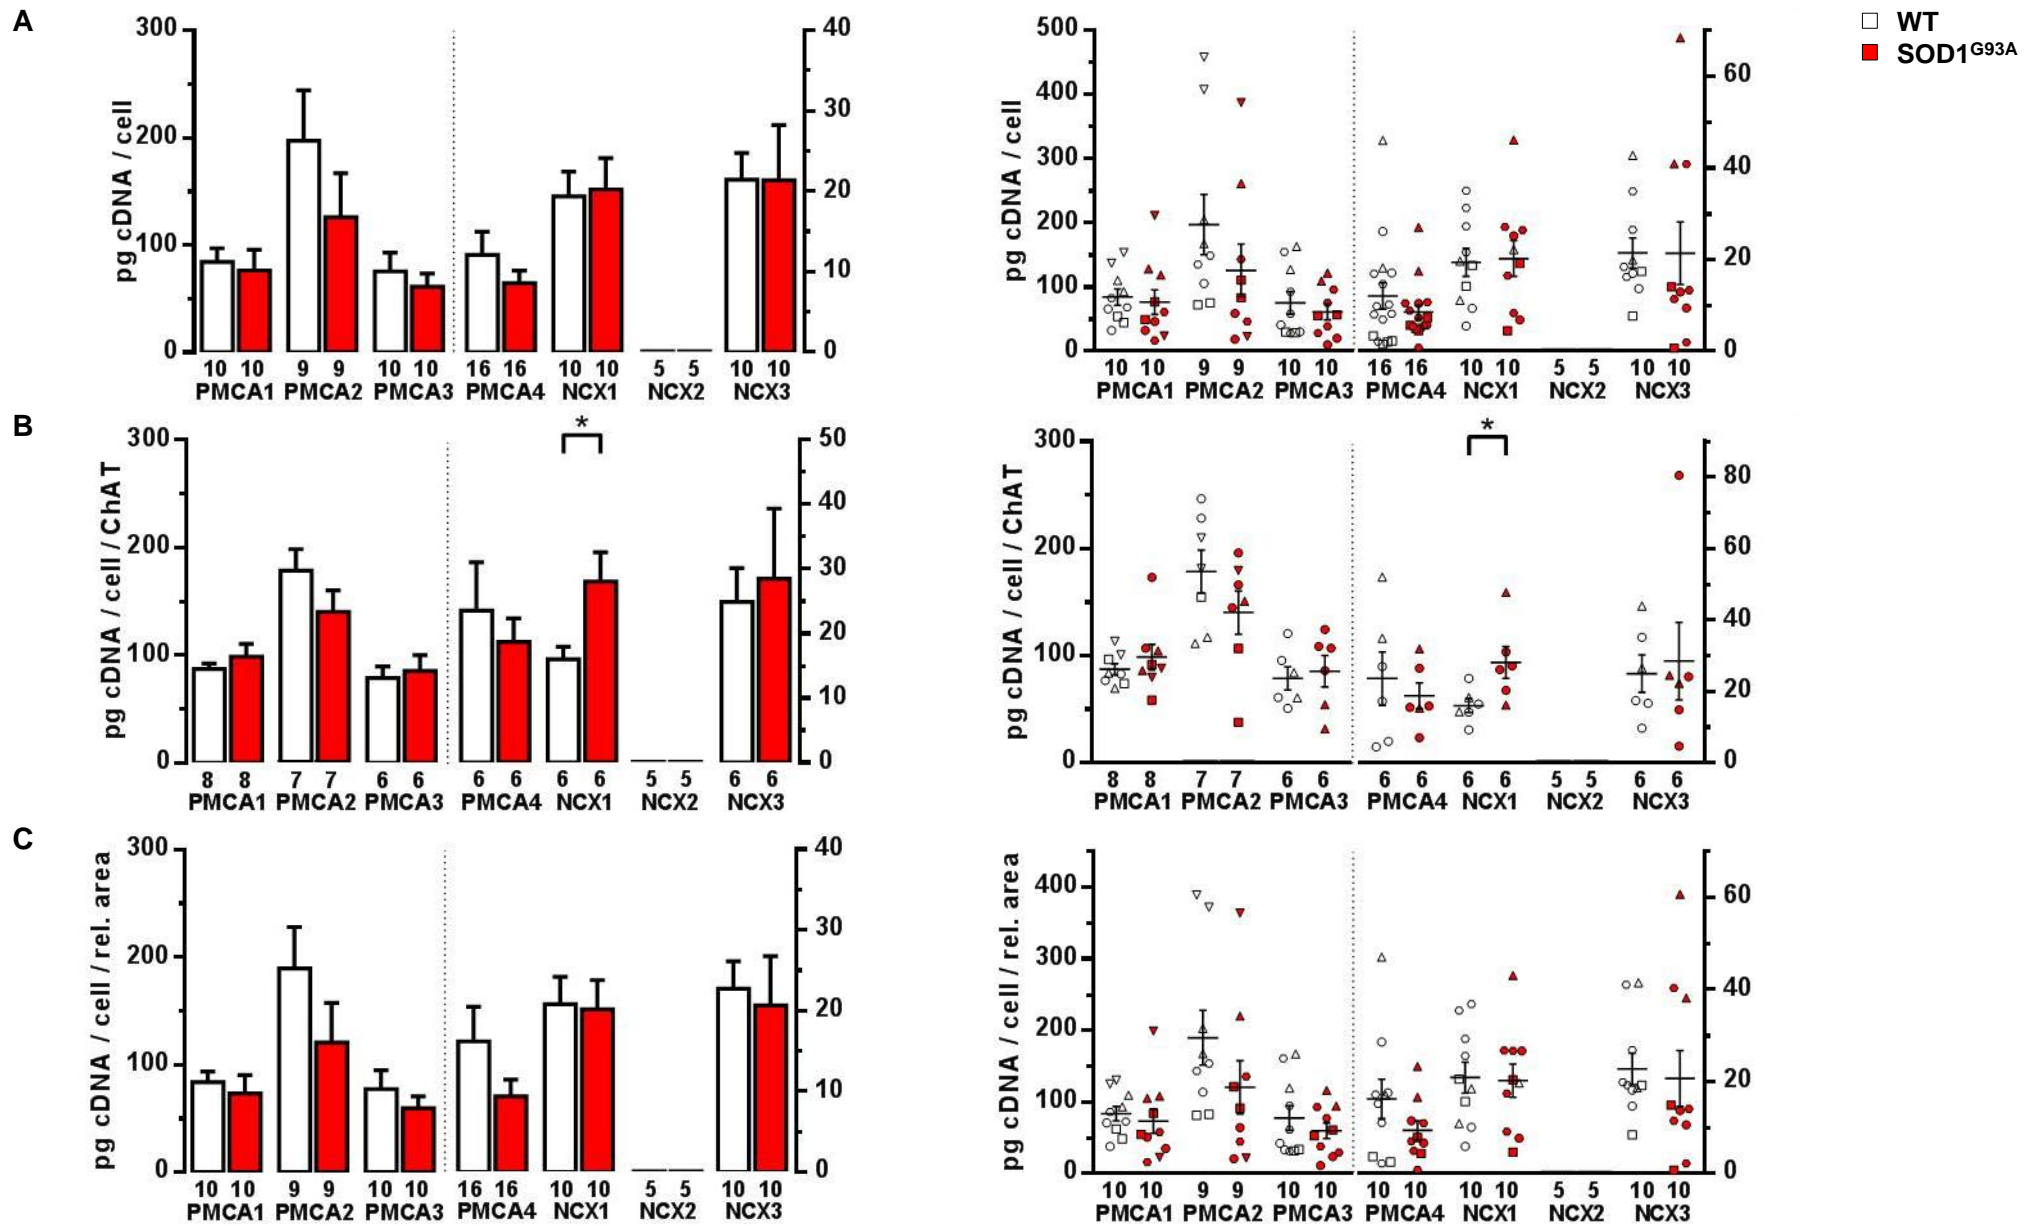 A
WT
SOD1G93A
pg cDNA / cell
300
200
100
0
40
30
20
10
0
10 10 9 9 10 10 16 16 10 10 5 5 10 10
PMCA1 PMCA2 PMCA3 PMCA4 NCX1 NCX2 NCX3
pg cDNA / cell
500
400
300
200
100
0
60
40
20
0
10 10 9 9 10 10 16 16 10 10 5 5 10 10
PMCA1 PMCA2 PMCA3 PMCA4 NCX1 NCX2 NCX3
B
pg cDNA / cell / ChAT
300
200
100
0
*
50
40
30
20
10
0
8 8 7 7 6 6 6 6 6 6 5 5 6 6
PMCA1 PMCA2 PMCA3 PMCA4 NCX1 NCX2 NCX3
pg cDNA / cell / ChAT
300
200
100
0
*
80
60
40
20
0
8 8 7 7 6 6 6 6 6 6 5 5 6 6
PMCA1 PMCA2 PMCA3 PMCA4 NCX1 NCX2 NCX3
C
pg cDNA / cell / rel. area
300
200
100
0
40
30
20
10
0
10 10 9 9 10 10 16 16 10 10 5 5 10 10
PMCA1 PMCA2 PMCA3 PMCA4 NCX1 NCX2 NCX3
pg cDNA / cell / rel. area
400
300
200
100
0
60
40
20
0
10 10 9 9 10 10 10 10 10 10 5 5 10 10
PMCA1 PMCA2 PMCA3 PMCA4 NCX1 NCX2 NCX3